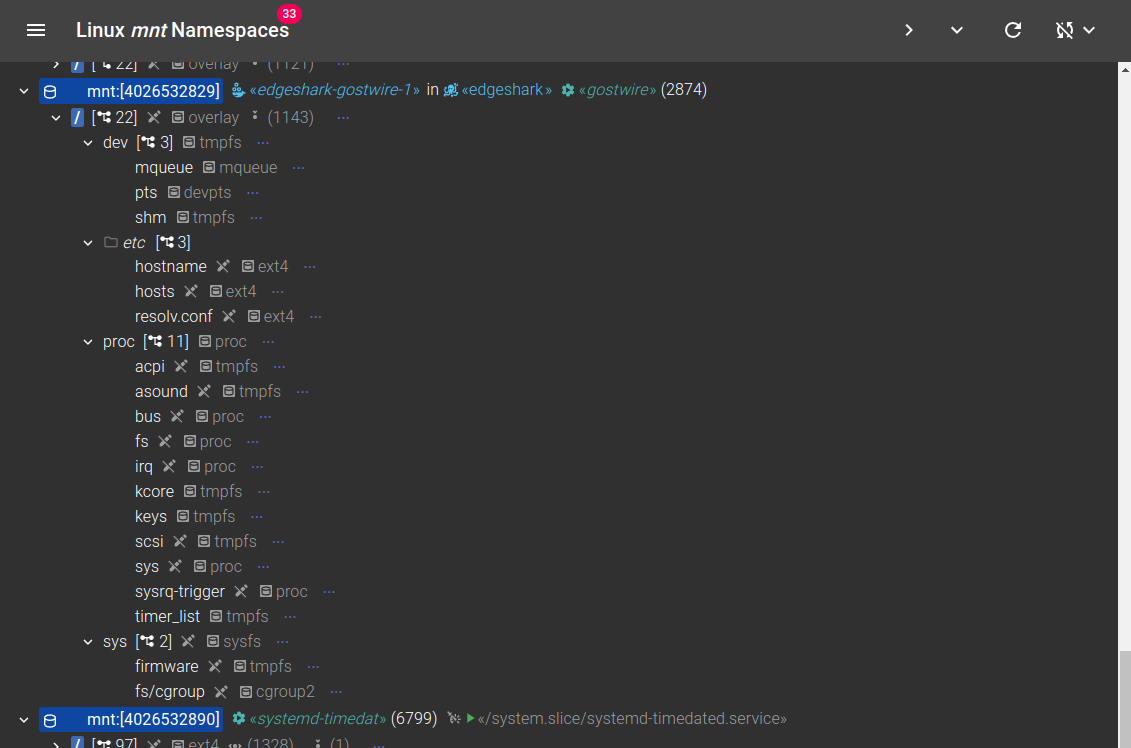 33
Linux mnt Namespaces
/ [ 22] overlay (1121) ···
mnt:[4026532829] «edgeshark-gostwire-1» in «edgeshark» «gostwire» (2874)
/ [ 22] overlay (1143) ···
dev [ 3] tmpfs ···
mqueue mqueue ···
pts devpts ···
shm tmpfs ···
etc [ 3]
hostname ext4 ···
hosts ext4 ···
resolv.conf ext4 ···
proc [ 11] proc ···
acpi tmpfs ···
asound tmpfs ···
bus proc ···
fs proc ···
irq proc ···
kcore tmpfs ···
keys tmpfs ···
scsi tmpfs ···
sys proc ···
sysrq-trigger proc ···
timer_list tmpfs ···
sys [ 2] sysfs ···
firmware tmpfs ···
fs/cgroup cgroup2 ···
mnt:[4026532890] «systemd-timedat» (6799) «/system.slice/systemd-timedated.service»
/ [ 97] ext4 (1328) (1) ···